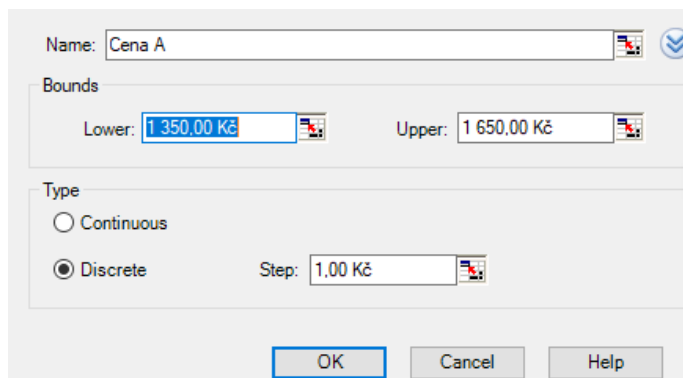 Name: Cena A
Bounds
Lower: 1 350,00 Kč Upper: 1 650,00 Kč
Type
Continuous
Discrete Step: 1,00 Kč
OK Cancel Help